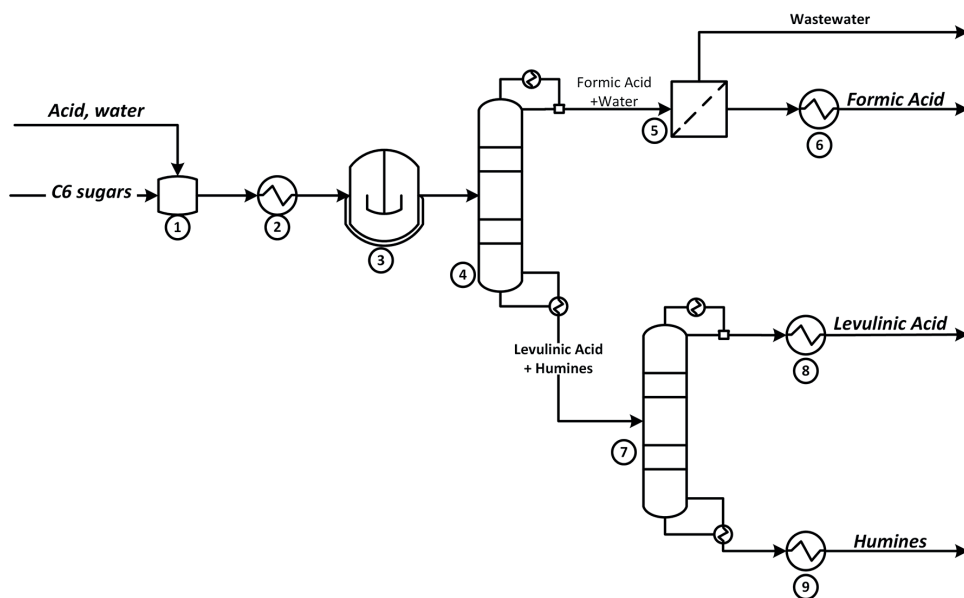 Wastewater
Formic Acid
+Water
Formic Acid
5
6
Acid, water
C6 sugars
1
2
3
4
Levulinic Acid
+ Humines
Levulinic Acid
8
7
Humines
9